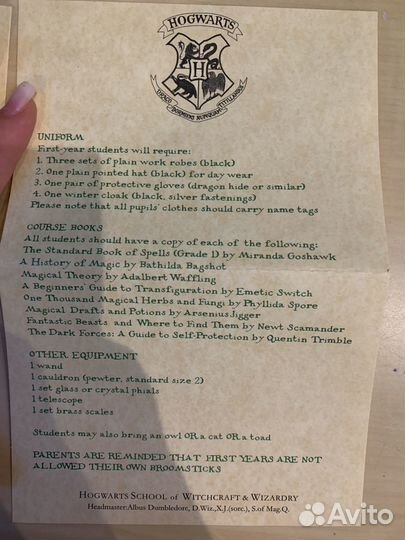 HOGWARTS
DRACO DORMIENS NUNQUAM TITILLANDUS
UNIFORM
First-year students will require:
1. Three sets of plain work robes (black)
2. One plain pointed hat (black) for day wear
3. One pair of protective gloves (dragon hide or similar)
4. One winter cloak (black, silver fastenings)
Please note that all pupils' clothes should carry name tags
COURSE BOOKS
All students should have a copy of each of the following:
The Standard Book of Spells (Grade 1) by Miranda Goshawk
A History of Magic by Bathilda Bagshot
Magical Theory by Adalbert Waffling
A Beginners' Guide to Transfiguration by Emetic Switch
One Thousand Magical Herbs and Fungi by Phyllida Spore
Magical Drafts and Potions by Arsenius Jigger
Fantastic Beasts and Where to Find Them by Newt Scamander
The Dark Forces: A Guide to Self-Protection by Quentin Trimble
OTHER EQUIPMENT
1 wand
1 cauldron (pewter, standard size 2)
1 set glass or crystal phials
1 telescope
1 set brass scales
Students may also bring an owl OR a cat OR a toad
PARENTS ARE REMINDED THAT FIRST YEARS ARE NOT
ALLOWED THEIR OWN BROOMSTICKS
HOGWARTS SCHOOL of WITCHCRAFT & WIZARDRY
Headmaster: Albus Dumbledore, D.Wiz., X.J.(sorc.), S.of Mag.Q.
Avito